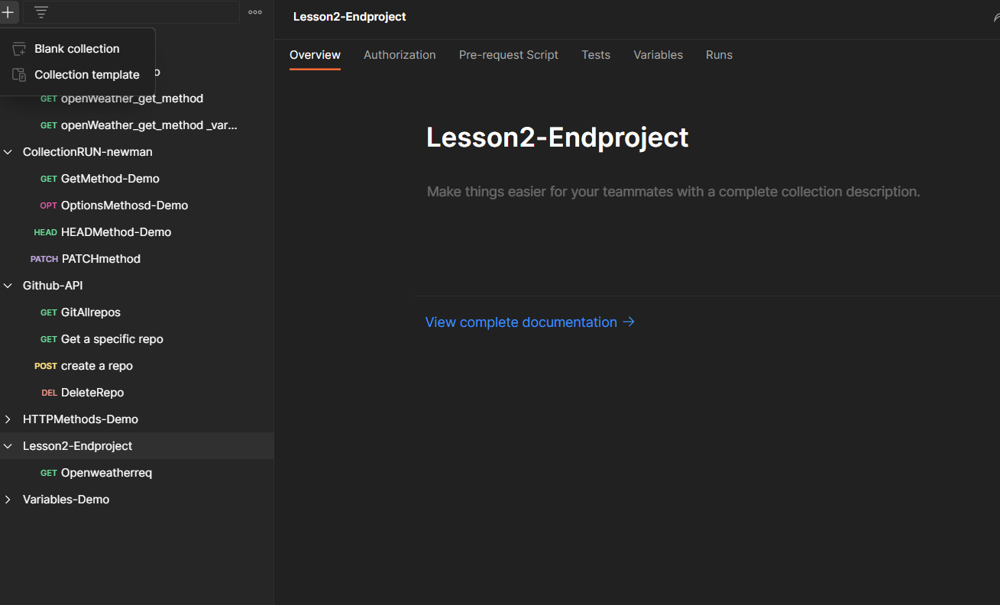 Blank collection
Collection template
GET openWeather_get_method
GET openWeather_get_method _var...
CollectionRUN-newman
GET GetMethod-Demo
OPT OptionsMethosd-Demo
HEAD HEADMethod-Demo
PATCH PATCHmethod
Github-API
GET GitAllrepos
GET Get a specific repo
POST create a repo
DEL DeleteRepo
HTTPMethods-Demo
Lesson2-Endproject
GET Openweatherreq
Variables-Demo
Lesson2-Endproject
Overview Authorization Pre-request Script Tests Variables Runs
Lesson2-Endproject
Make things easier for your teammates with a complete collection description.
View complete documentation →